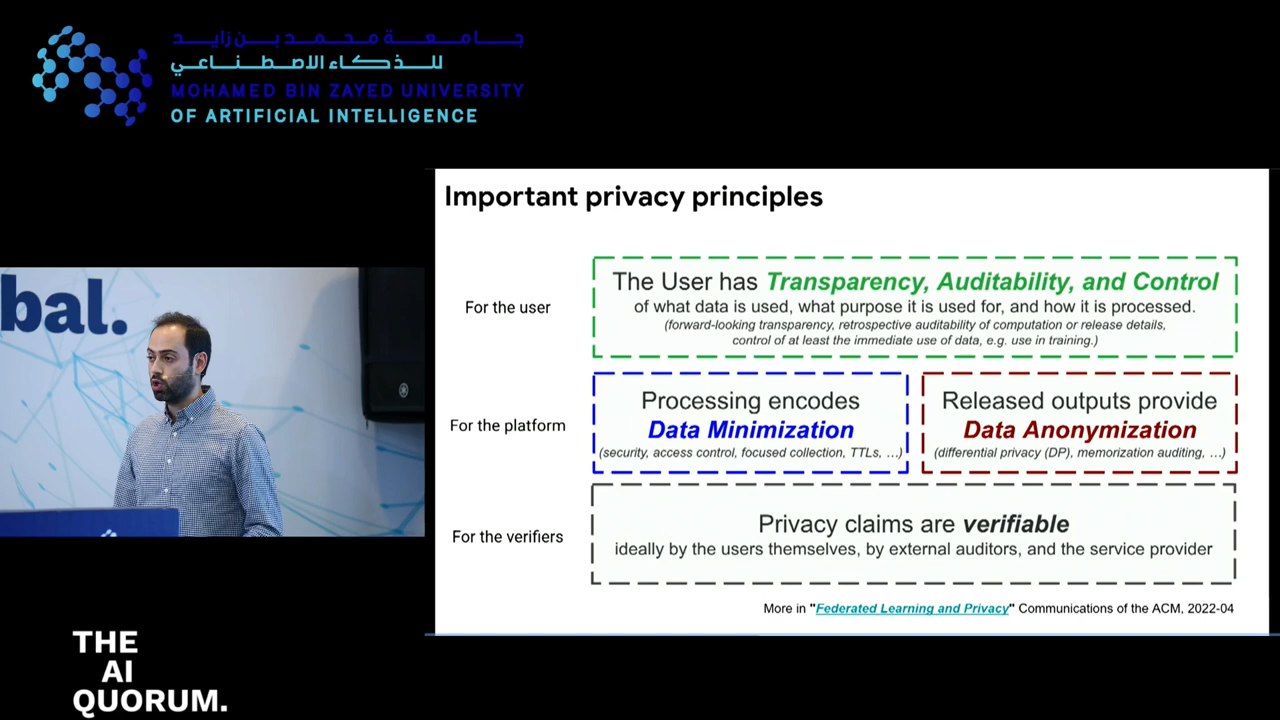 جامعة محمد بن زايد
للذكاء الاصطناعي
MOHAMED BIN ZAYED UNIVERSITY
OF ARTIFICIAL INTELLIGENCE
Important privacy principles
bal.
For the user
The User has Transparency, Auditability, and Control
of what data is used, what purpose it is used for, and how it is processed.
(forward-looking transparency, retrospective auditability of computation or release details,
control of at least the immediate use of data, e.g. use in training.)
For the platform
Processing encodes
Data Minimization
(security, access control, focused collection, TTLs, ...)
Released outputs provide
Data Anonymization
(differential privacy (DP), memorization auditing, ...)
For the verifiers
Privacy claims are verifiable
ideally by the users themselves, by external auditors, and the service provider
More in "Federated Learning and Privacy" Communications of the ACM, 2022-04
THE
AI
QUORUM.